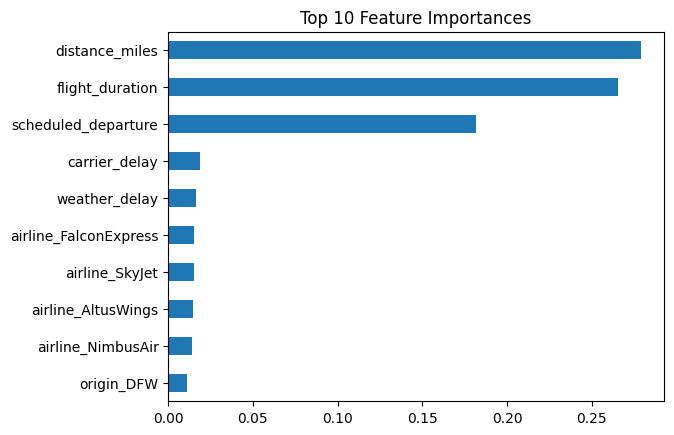 Top 10 Feature Importances
distance_miles
flight_duration
scheduled_departure
carrier_delay
weather_delay
airline_FalconExpress
airline_SkyJet
airline_AltusWings
airline_NimbusAir
origin_DFW
0.00 0.05 0.10 0.15 0.20 0.25